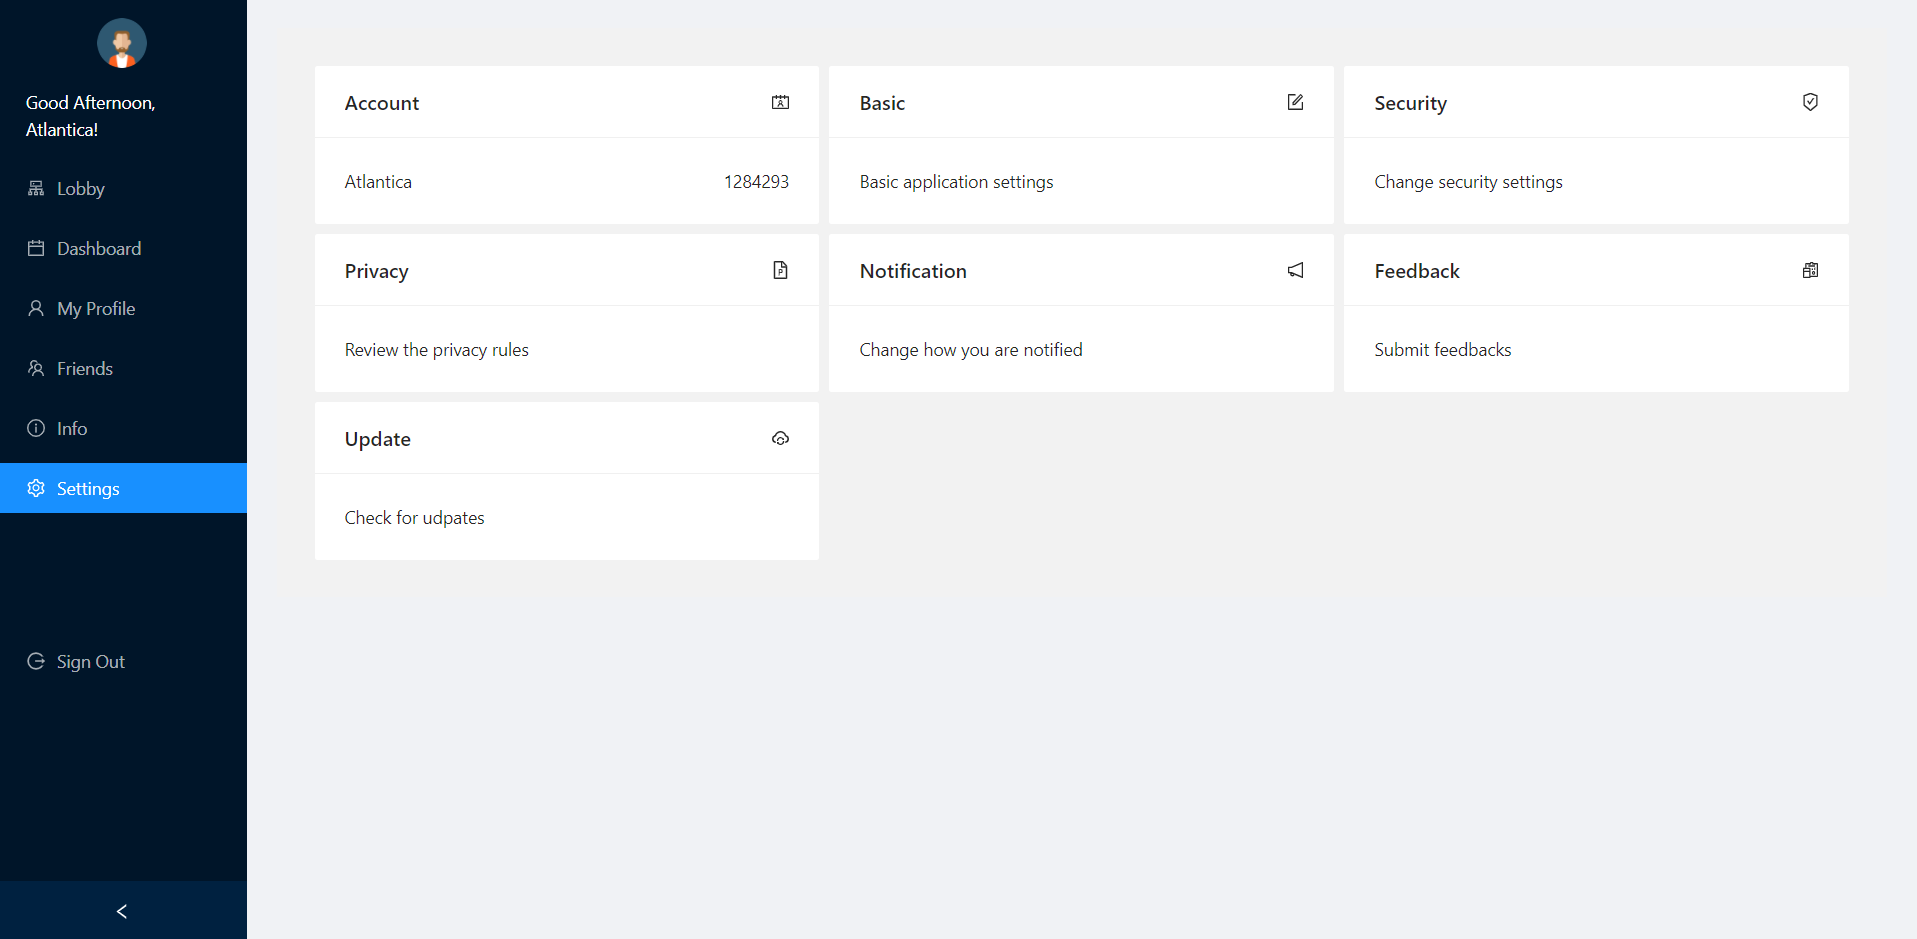 Good Afternoon,
Atlantica!
Lobby
Dashboard
My Profile
Friends
Info
Settings
Sign Out
Account
Atlantica 1284293
Basic
Basic application settings
Security
Change security settings
Privacy
Review the privacy rules
Notification
Change how you are notified
Feedback
Submit feedbacks
Update
Check for udpates